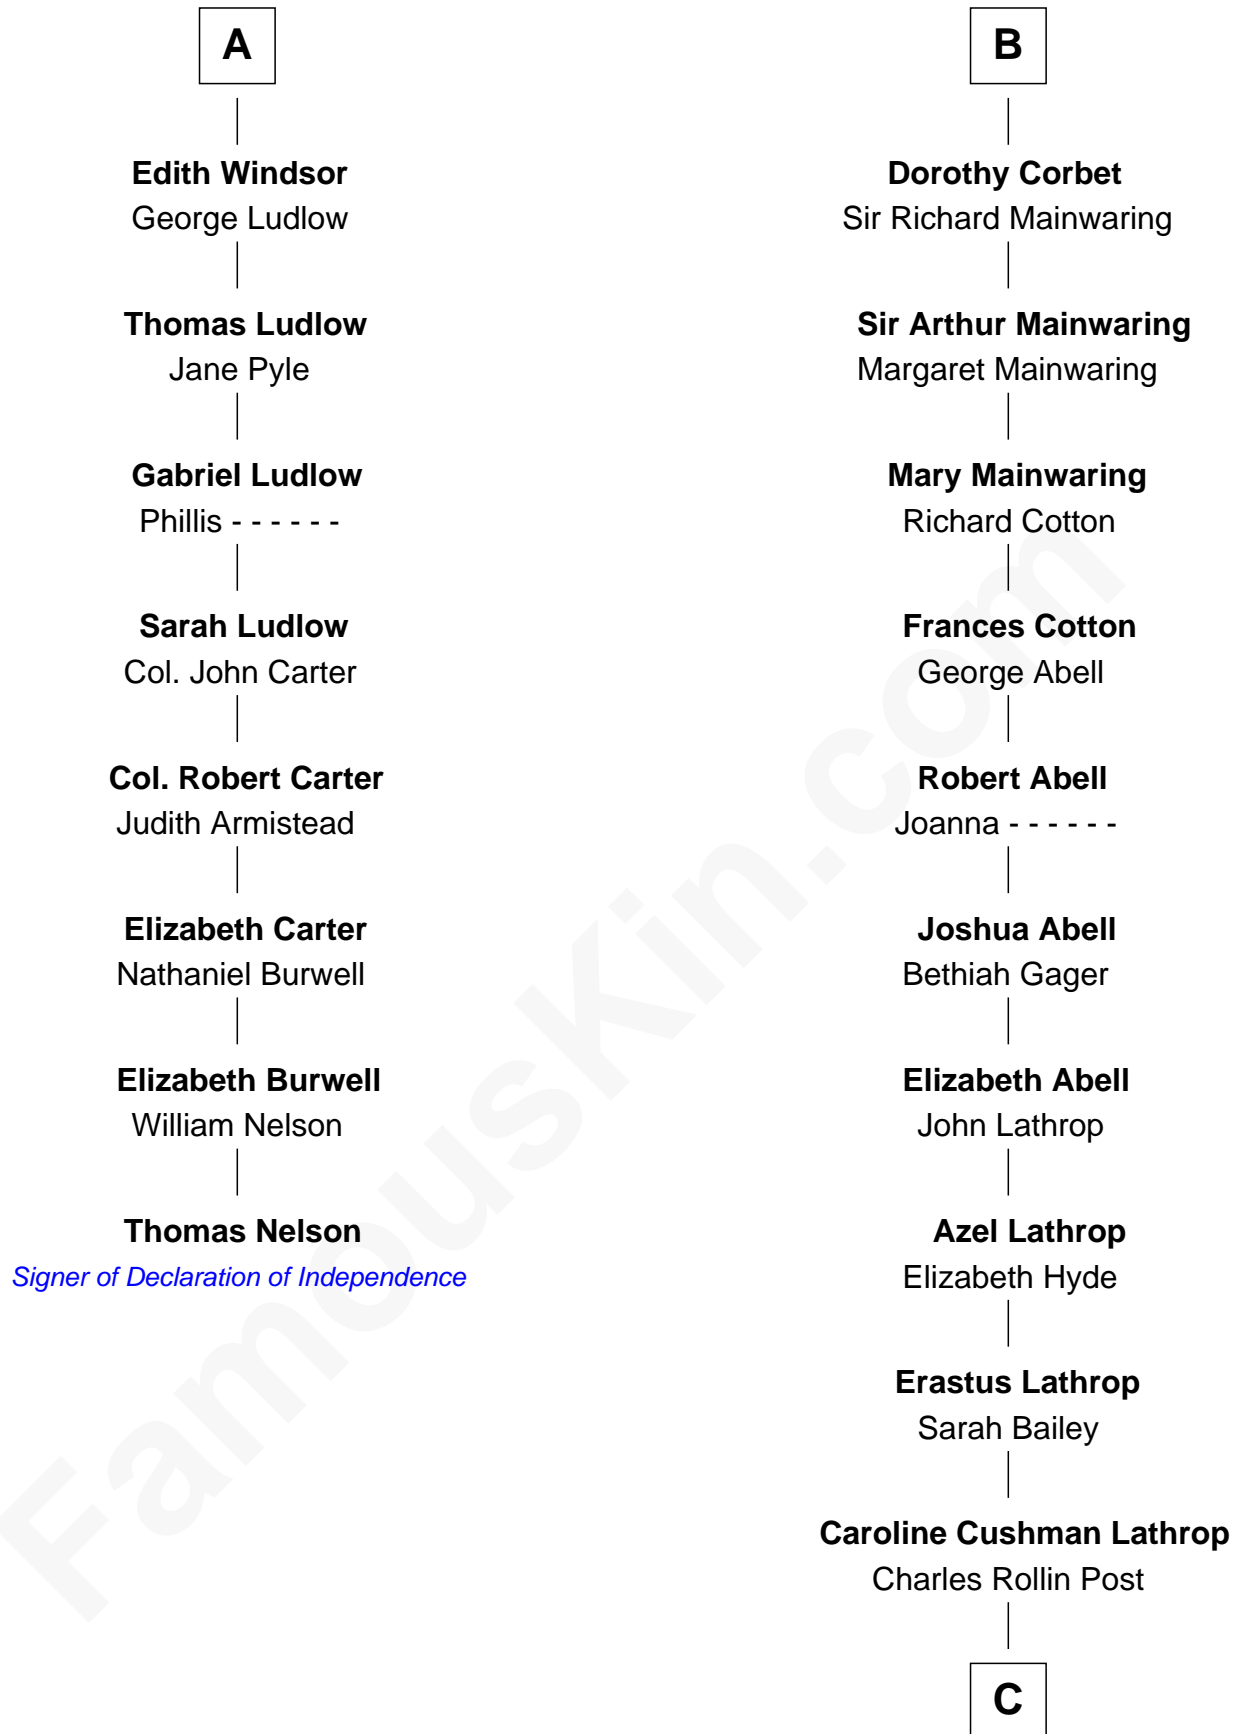 A
Edith Windsor
George Ludlow
Thomas Ludlow
Jane Pyle
Gabriel Ludlow
Phillis - - - - - -
Sarah Ludlow
Col. John Carter
Col. Robert Carter
Judith Armistead
Elizabeth Carter
Nathaniel Burwell
Elizabeth Burwell
William Nelson
Thomas Nelson
Signer of Declaration of Independence
B
Dorothy Corbet
Sir Richard Mainwaring
Sir Arthur Mainwaring
Margaret Mainwaring
Mary Mainwaring
Richard Cotton
Frances Cotton
George Abell
Robert Abell
Joanna - - - - - -
Joshua Abell
Bethiah Gager
Elizabeth Abell
John Lathrop
Azel Lathrop
Elizabeth Hyde
Erastus Lathrop
Sarah Bailey
Caroline Cushman Lathrop
Charles Rollin Post
C
FamousKin.com